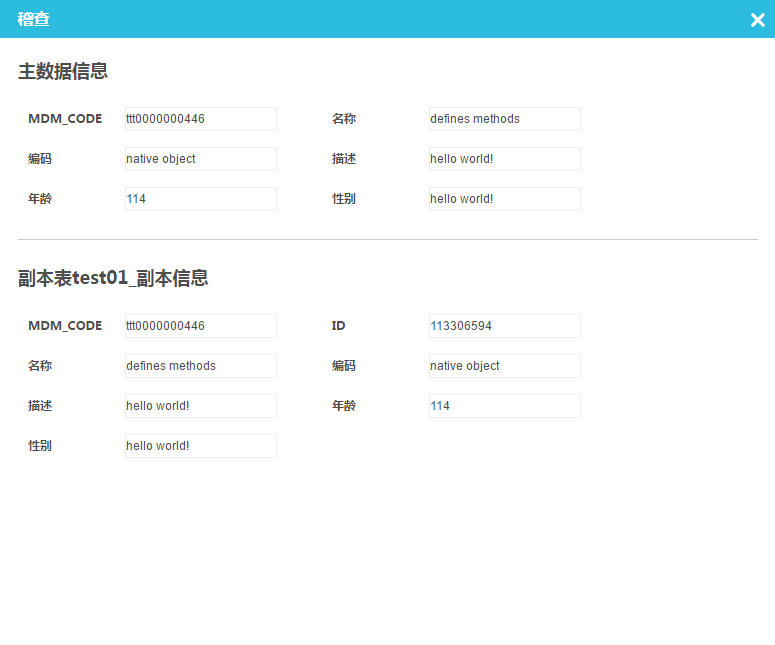 稽查
主数据信息
MDM_CODE ttt0000000446 名称 defines methods
编码 native object 描述 hello world!
年龄 114 性别 hello world!
副本表test01_副本信息
MDM_CODE ttt0000000446 ID 113306594
名称 defines methods 编码 native object
描述 hello world! 年龄 114
性别 hello world!